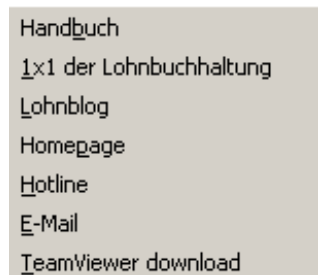 Handbuch
1x1 der Lohnbuchhaltung
Lohnblog
Homepage
Hotline
E-Mail
TeamViewer download